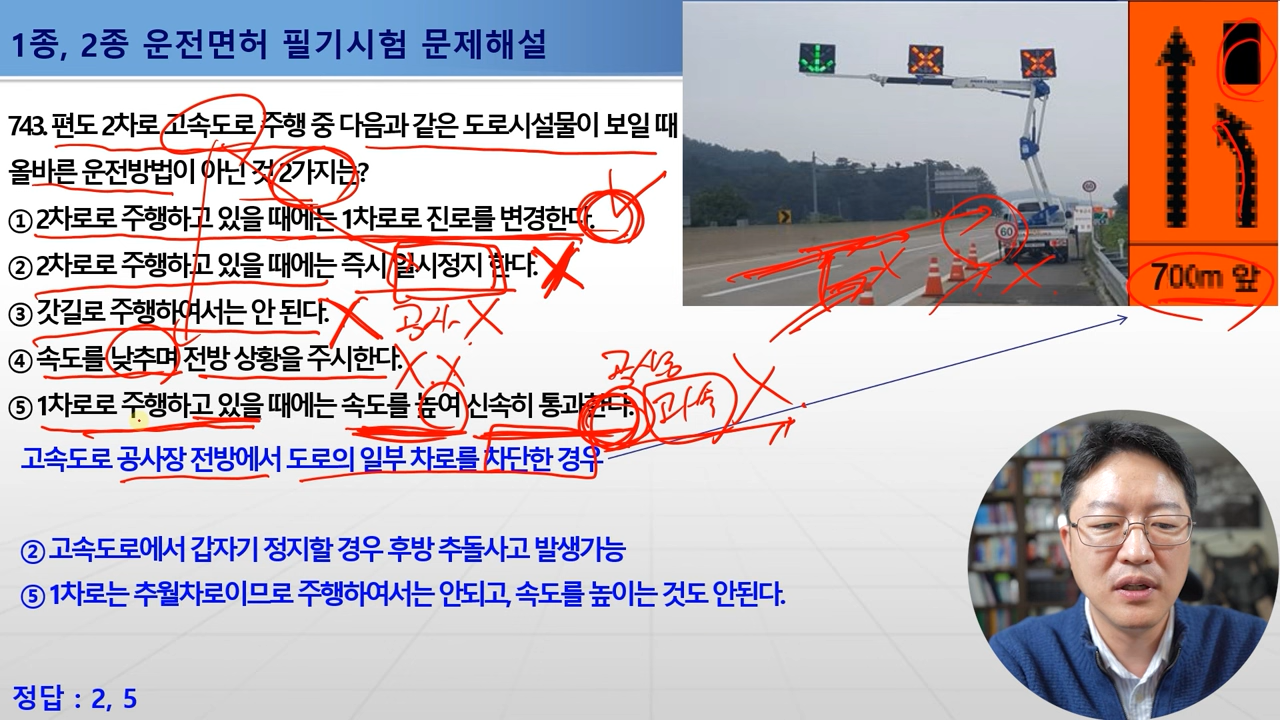 1종, 2종 운전면허 필기시험 문제해설
743. 편도 2차로 고속도로 주행 중 다음과 같은 도로시설물이 보일 때
올바른 운전방법이 아닌 것 2가지는?
① 2차로로 주행하고 있을 때에는 1차로로 진로를 변경한다.
② 2차로로 주행하고 있을 때에는 즉시 일시정지 한다.
③ 갓길로 주행하여서는 안 된다.
공사
④ 속도를 낮추며 전방 상황을 주시한다.
공사중
⑤ 1차로로 주행하고 있을 때에는 속도를 높여 신속히 통과한다.
과속
고속도로 공사장 전방에서 도로의 일부 차로를 차단한 경우
② 고속도로에서 갑자기 정지할 경우 후방 추돌사고 발생가능
⑤ 1차로는 추월차로이므로 주행하여서는 안되고, 속도를 높이는 것도 안된다.
정답 : 2, 5
60
700m 앞